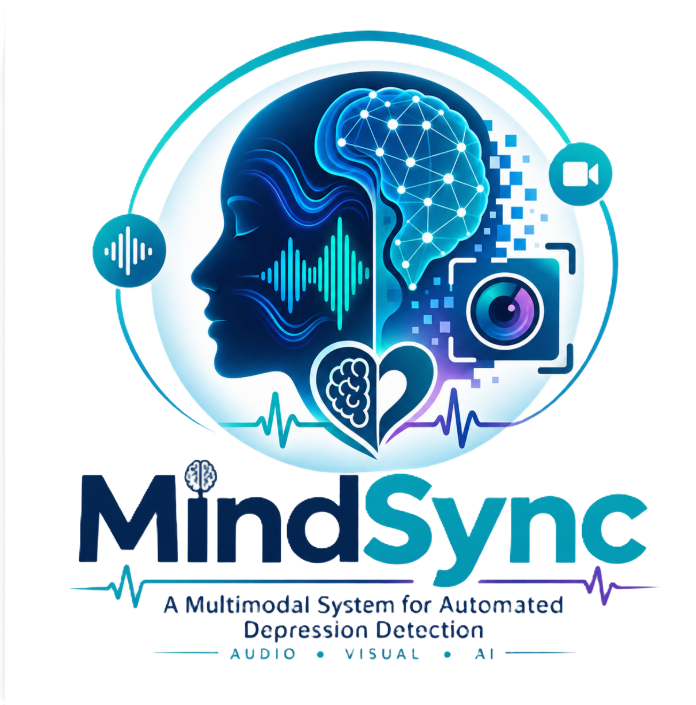 MindSync
A Multimodal System for Automated
Depression Detection
AUDIO • VISUAL • AI